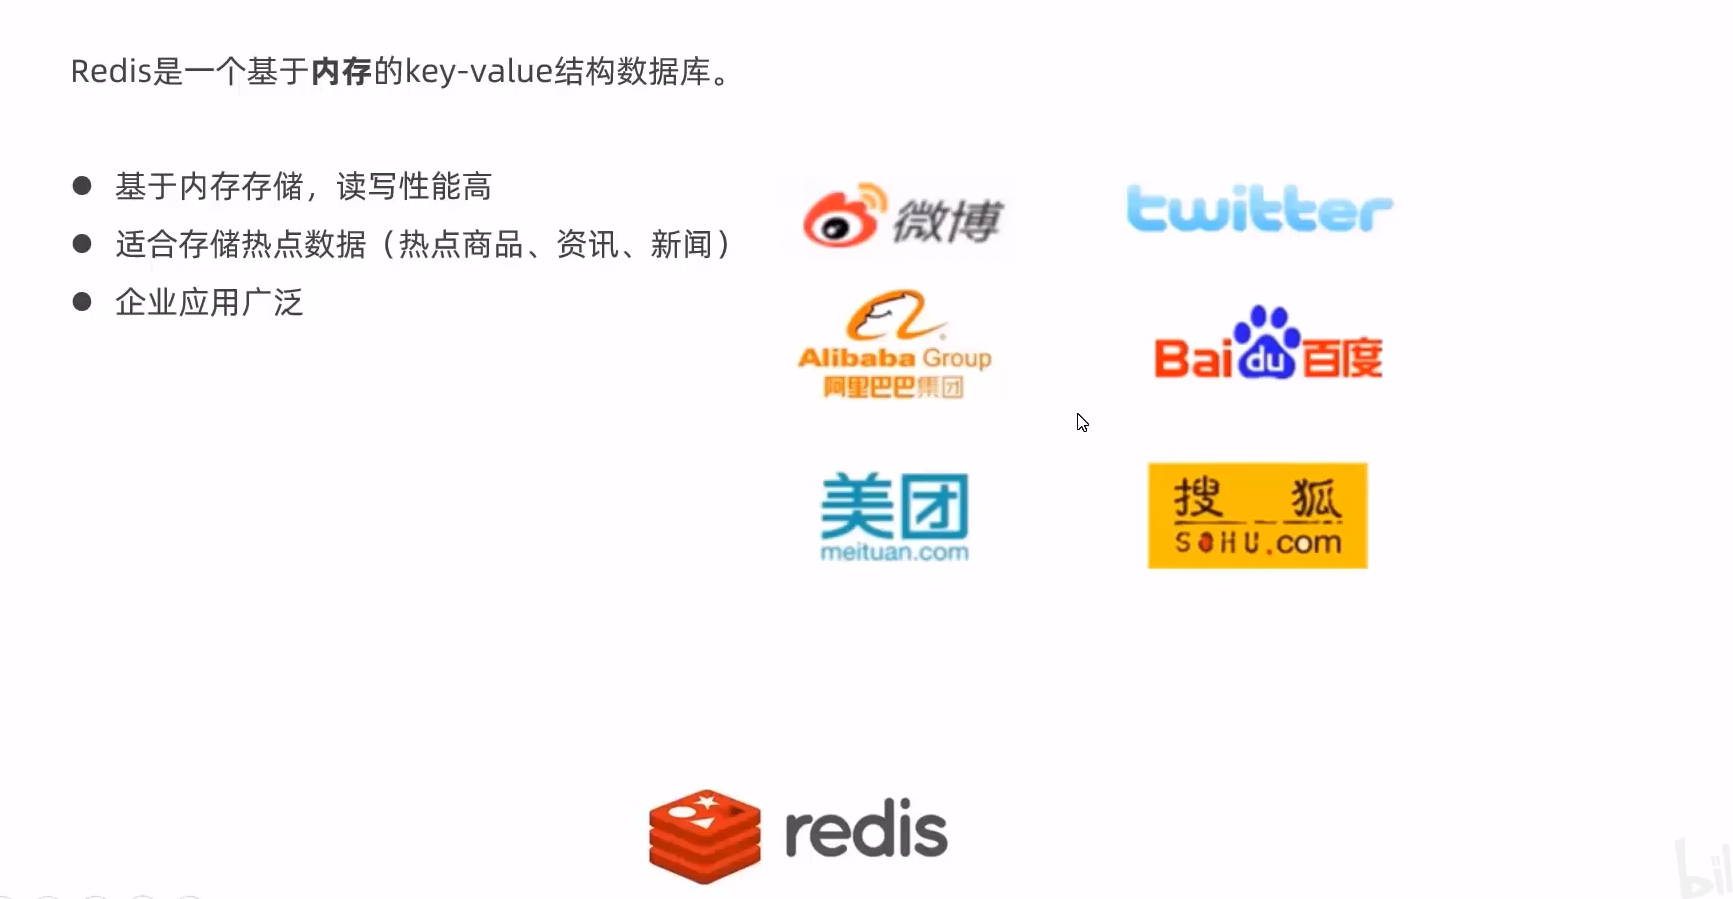 Redis是一个基于内存的key-value结构数据库。
● 基于内存存储，读写性能高
● 适合存储热点数据（热点商品、资讯、新闻）
● 企业应用广泛
微博
twitter
Alibaba Group
阿里巴巴集团
Bai du 百度
美团
meituan.com
搜 狐
SOHU.com
redis